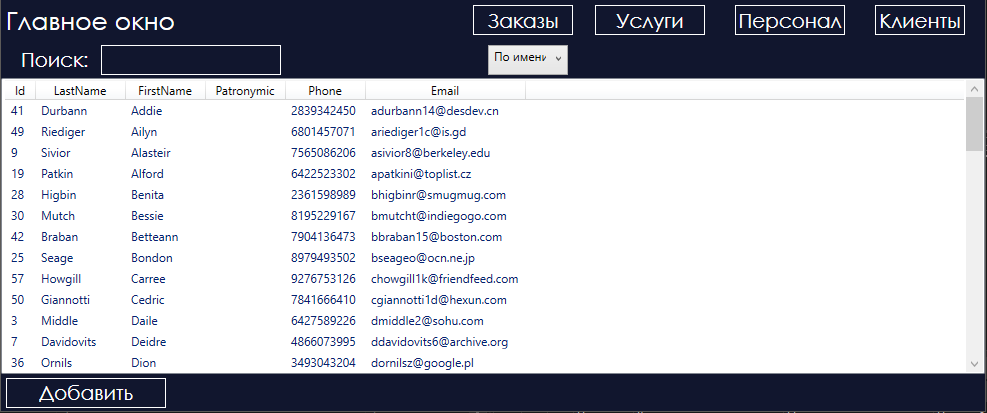 Главное окно Заказы Услуги Персонал Клиенты
Поиск: По имени
Id LastName FirstName Patronymic Phone Email
41 Durbann Addie 2839342450 adurbann14@desdev.cn
49 Riediger Ailyn 6801457071 ariediger1c@is.gd
9 Sivior Alasteir 7565086206 asivior8@berkeley.edu
19 Patkin Alford 6422523302 apatkini@toplist.cz
28 Higbin Benita 2361598989 bhigbinr@smugmug.com
30 Mutch Bessie 8195229167 bmutcht@indiegogo.com
42 Braban Betteann 7904136473 bbraban15@boston.com
25 Seage Bondon 8979493502 bseageo@ocn.ne.jp
57 Howgill Carree 9276753126 chowgill1k@friendfeed.com
50 Giannotti Cedric 7841666410 cgiannotti1d@hexun.com
3 Middle Daile 6427589226 dmiddle2@sohu.com
7 Davidovits Deidre 4866073995 ddavidovits6@archive.org
36 Ornils Dion 3493043204 dornilsz@google.pl
Добавить